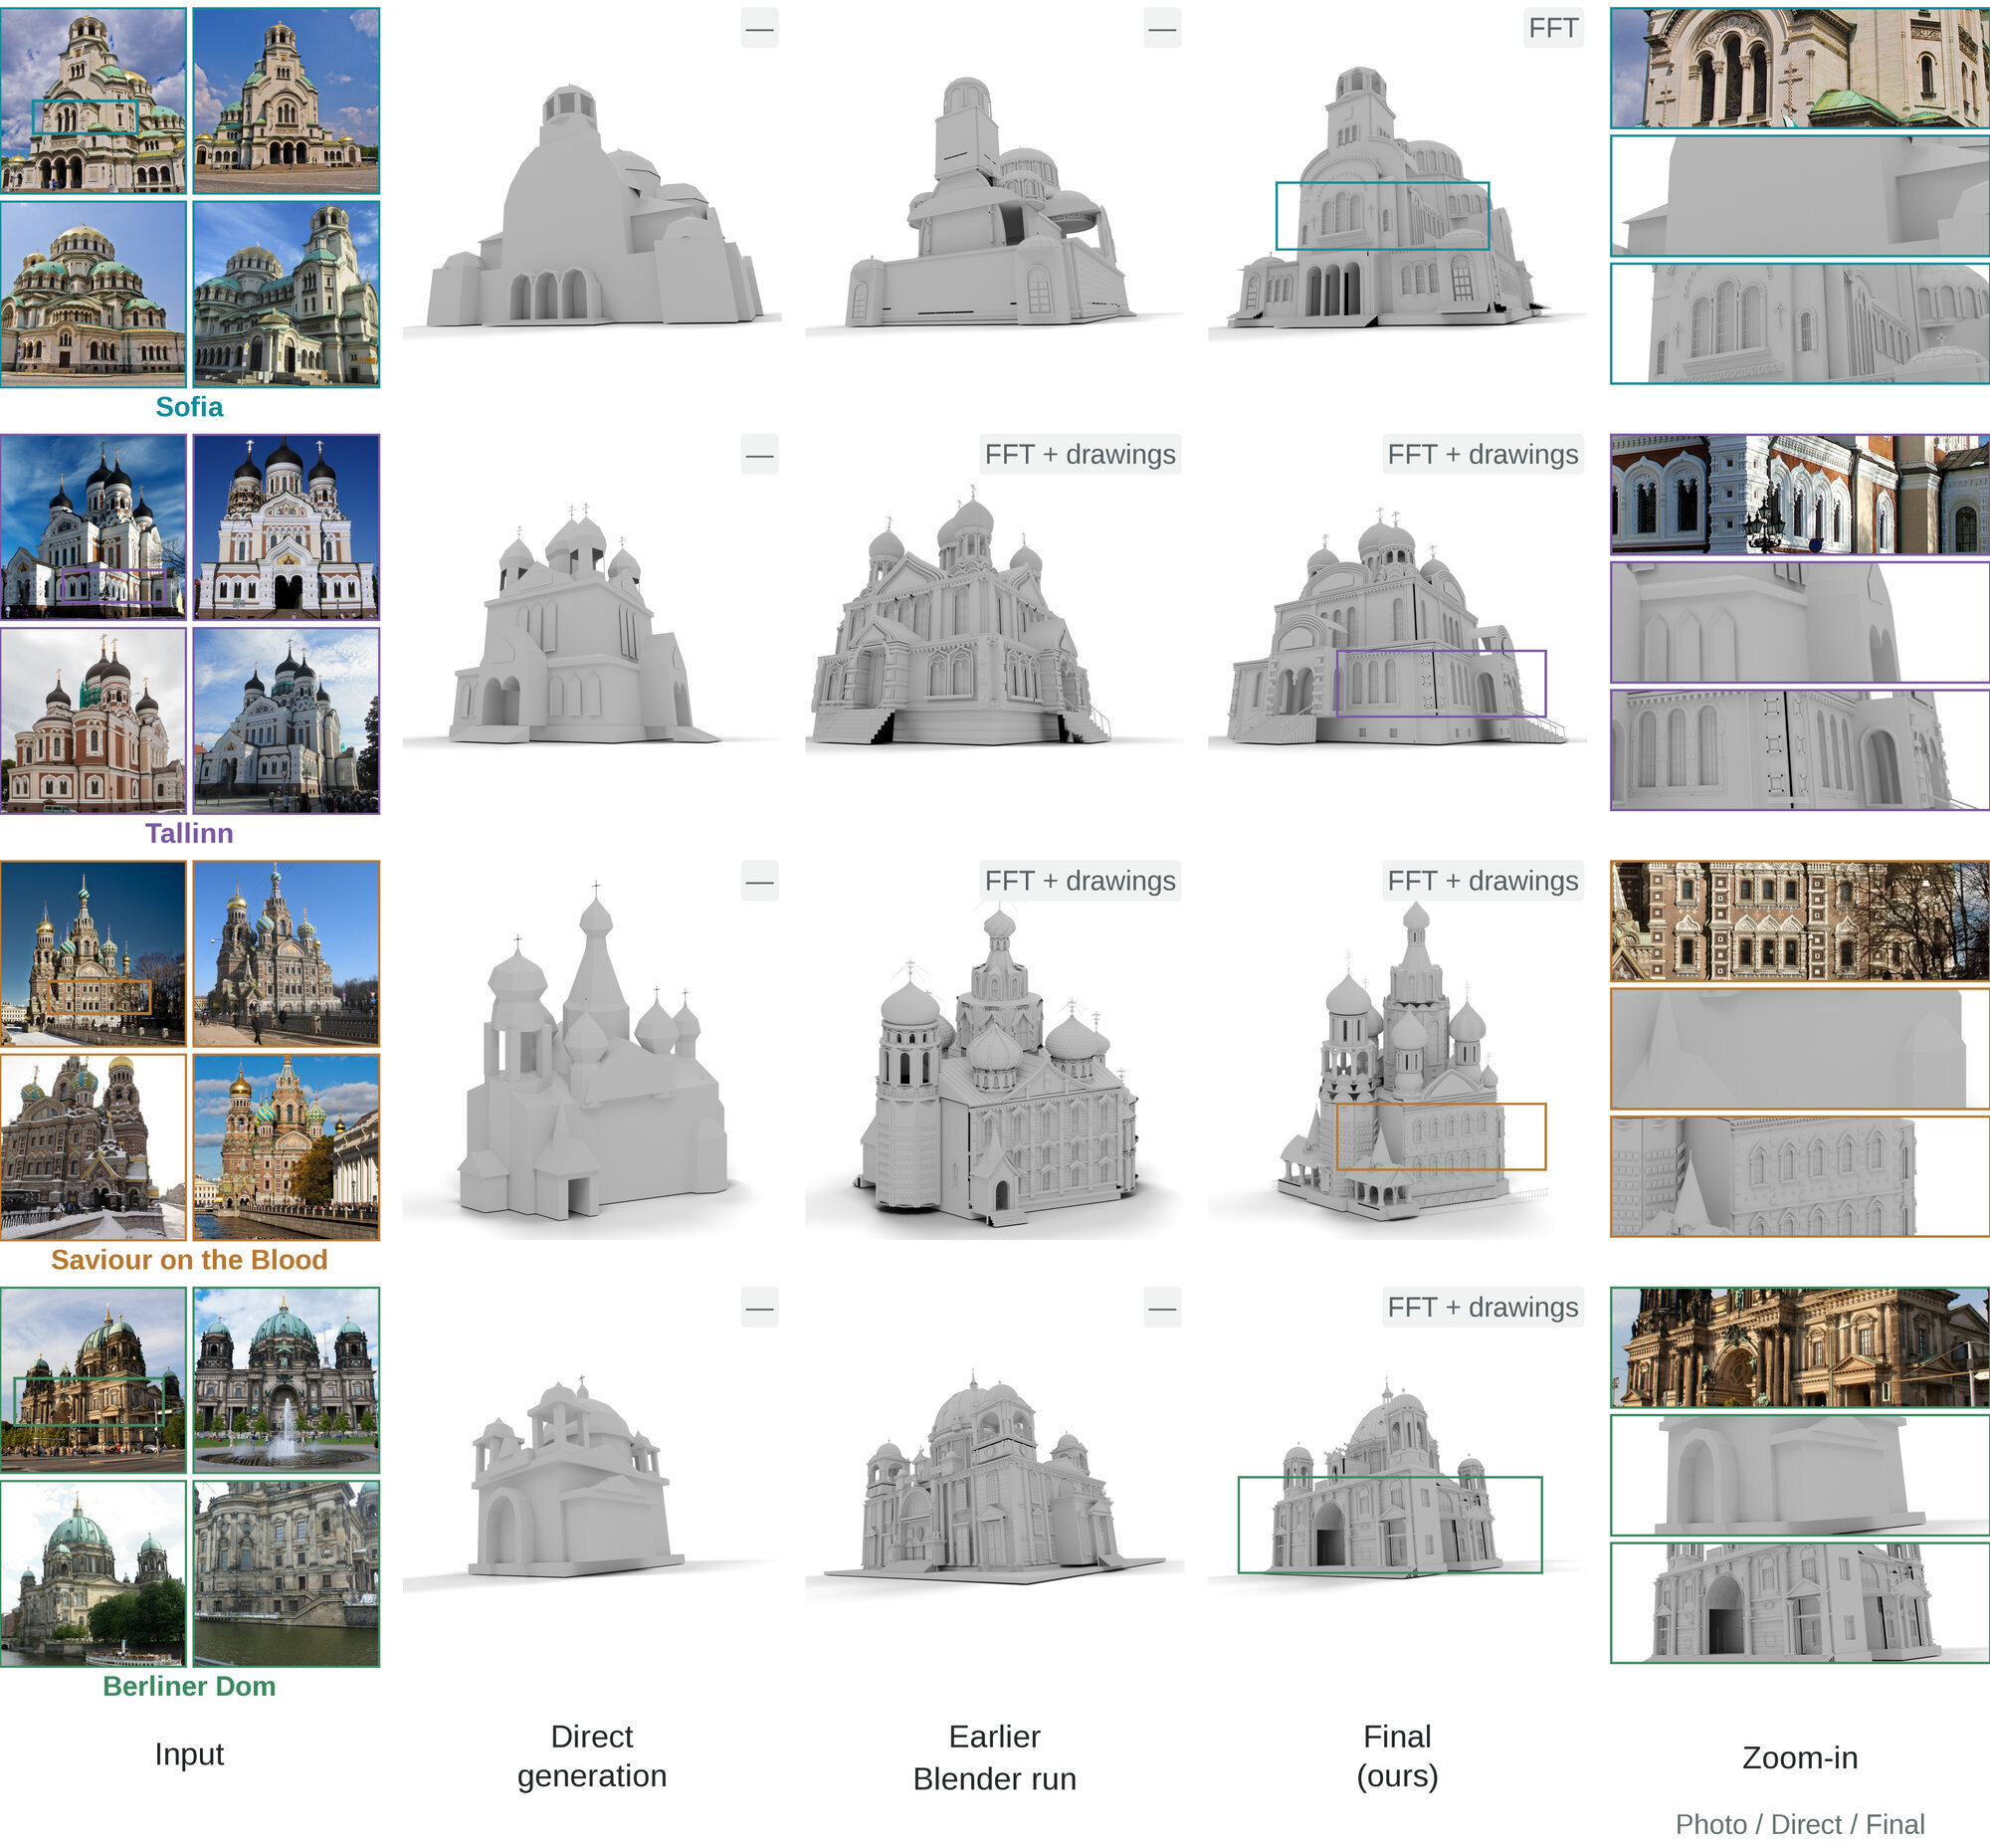 —
—
FFT
Sofia
—
FFT + drawings
FFT + drawings
Tallinn
—
FFT + drawings
FFT + drawings
Saviour on the Blood
—
—
FFT + drawings
Berliner Dom
Input
Direct
generation
Earlier
Blender run
Final
(ours)
Zoom-in
Photo / Direct / Final